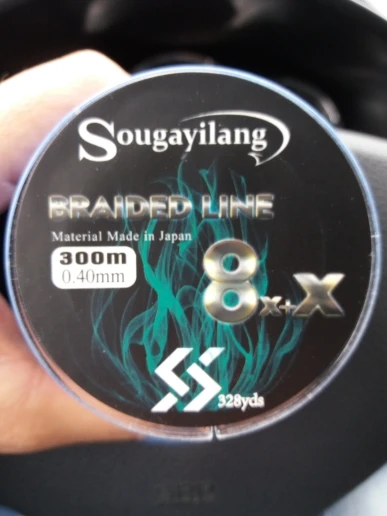 Sougayilang
BRAIDED LINE
Material Made in Japan
300m
0.40mm
8x+X
328yds